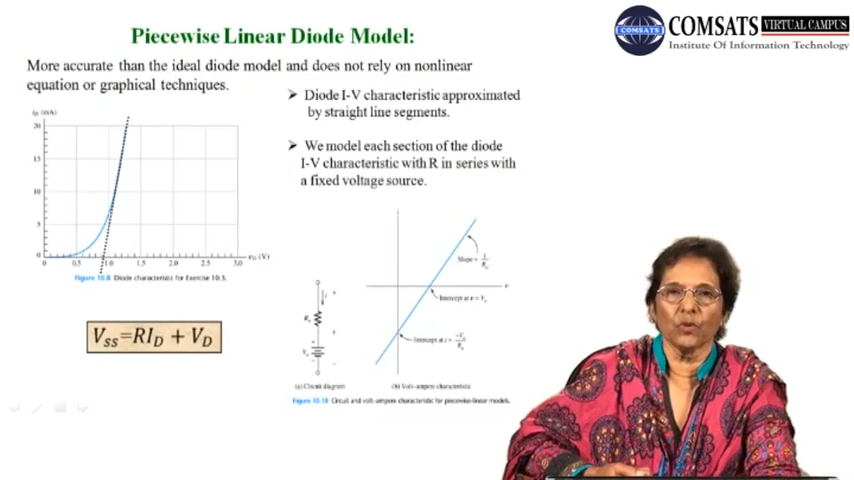 Piecewise Linear Diode Model:
COMSATS VIRTUAL CAMPUS
Institute Of Information Technology
COMSATS
More accurate than the ideal diode model and does not rely on nonlinear
equation or graphical techniques.
➤ Diode I-V characteristic approximated
by straight line segments.
➤ We model each section of the diode
I-V characteristic with R in series with
a fixed voltage source.
20
15
10
5
0
0 0.5 1.0 1.5 2.0 2.5 3.0
Figure 10.8 Diode characteristic for Exercise 10.3.
V_SS=RI_D + V_D
Slope =
Intercept at
Intercept at
(a) Circuit diagram
(b) Volt-ampere characteristic
Figure 10.18 Circuit and volt-ampere characteristic for piecewise-linear models.